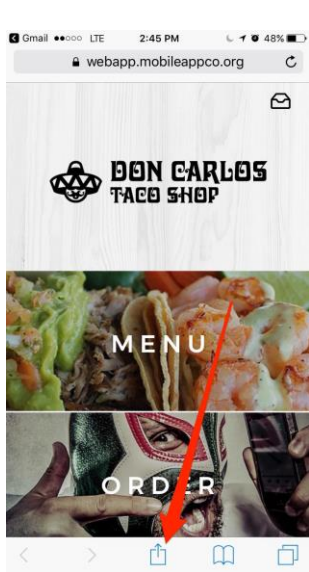 Gmail LTE 2:45 PM 48%
webapp.mobileappco.org
DON CARLOS
TACO SHOP
MENU
ORDER